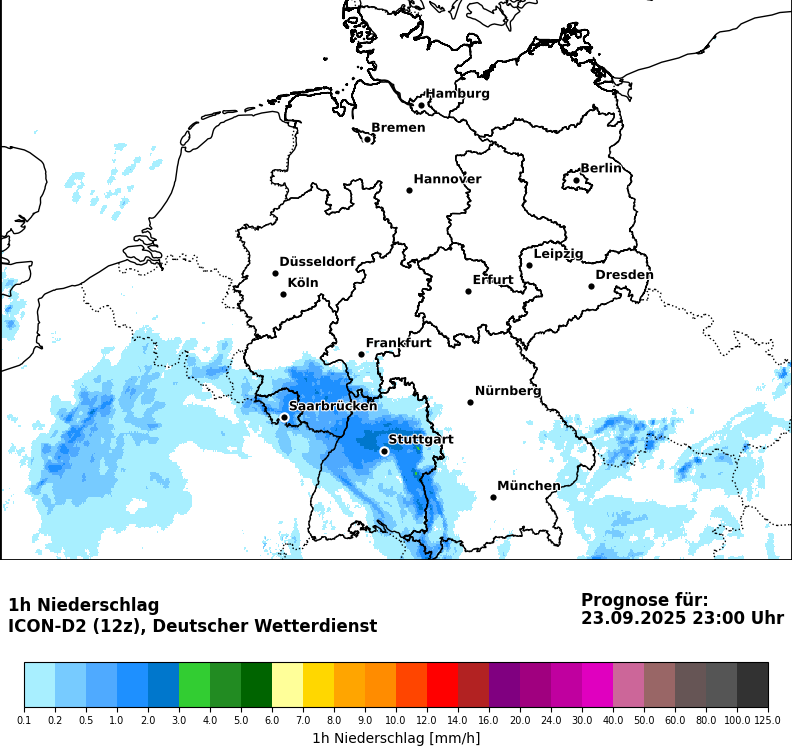 Hamburg
Bremen
Berlin
Hannover
Leipzig
Düsseldorf
Dresden
Köln
Erfurt
Frankfurt
Nürnberg
Saarbrücken
Stuttgart
München
1h Niederschlag
ICON-D2 (12z), Deutscher Wetterdienst
Prognose für:
23.09.2025 23:00 Uhr
0.1 0.2 0.5 1.0 2.0 3.0 4.0 5.0 6.0 7.0 9.0 10.0 12.0 14.0 16.0 20.0 24.0 30.0 40.0 50.0 60.0 80.0 100.0 125.0
1h Niederschlag [mm/h]